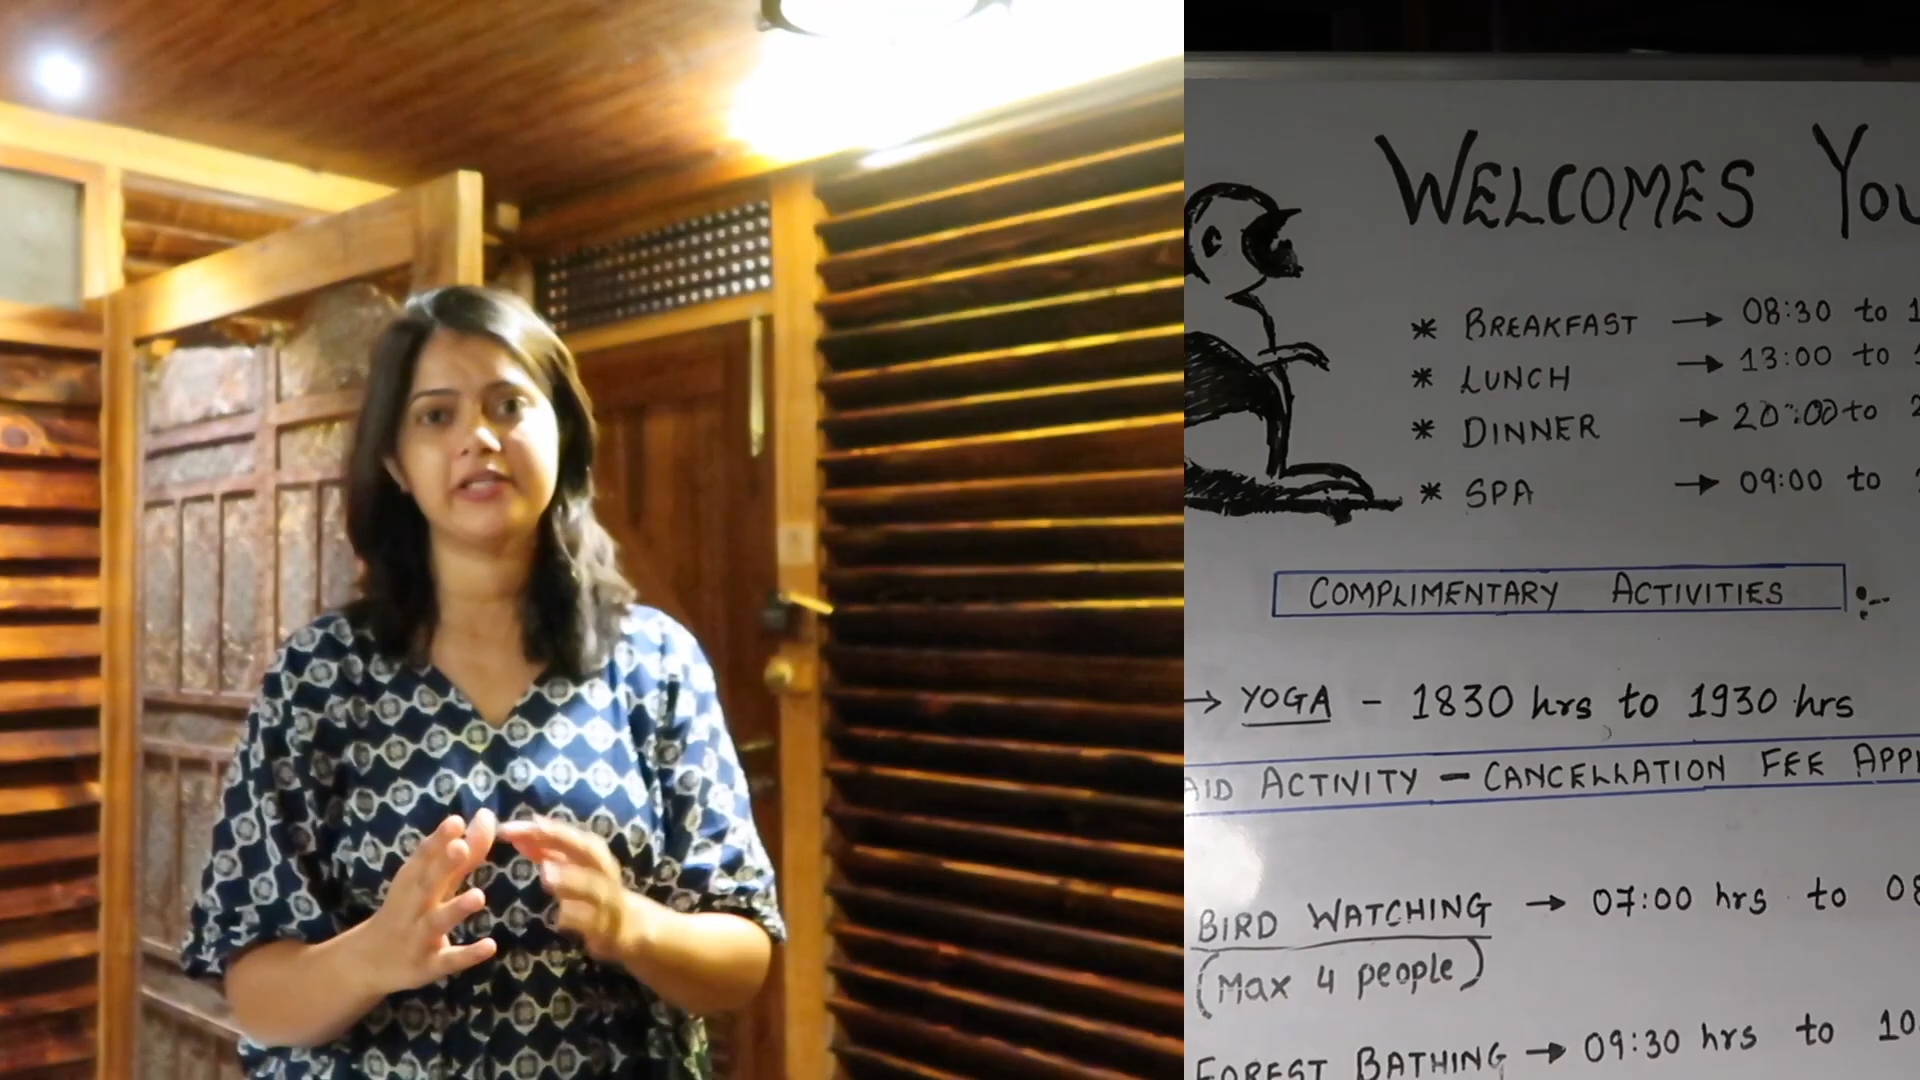 WELCOMES YOU
* BREAKFAST → 08:30 to
* LUNCH → 13:00 to
* DINNER → 20:00 to
* SPA → 09:00 to
COMPLIMENTARY ACTIVITIES :-
→ YOGA - 1830 hrs to 1930 hrs
ACTIVITY - CANCELLATION FEE
BIRD WATCHING → 07:00 hrs to
(Max 4 people)
FOREST BATHING → 09:30 hrs to